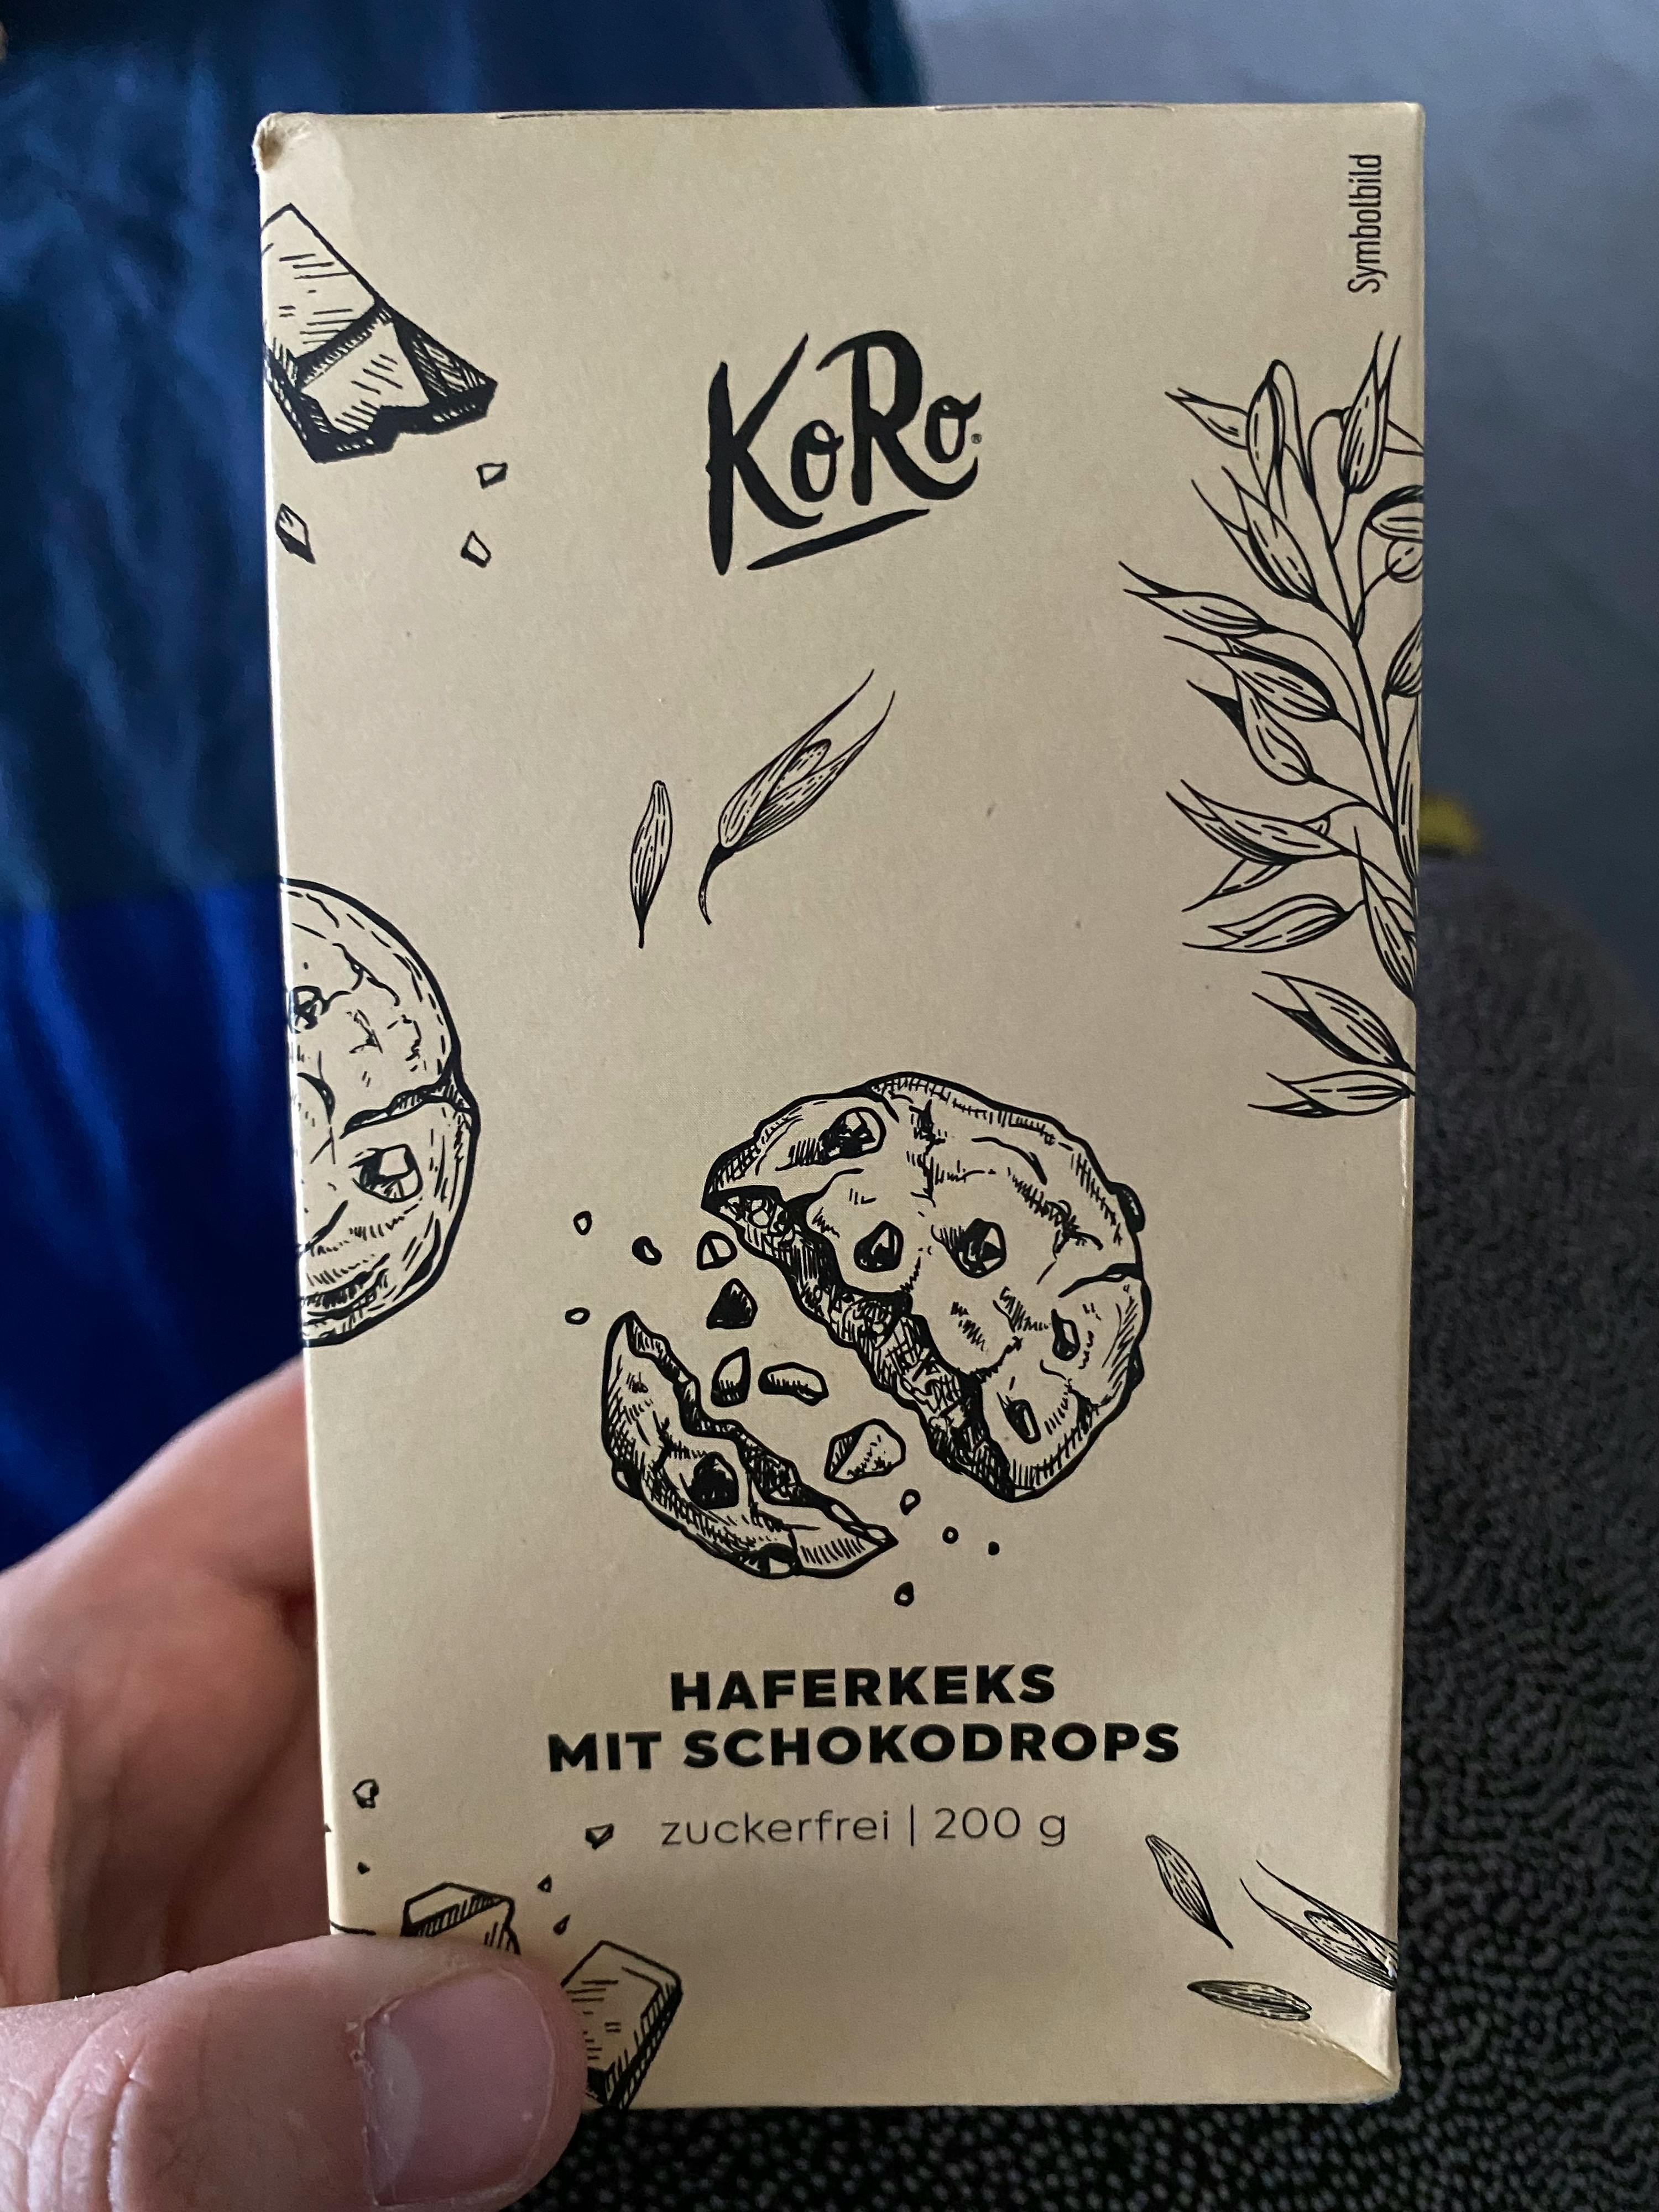 Symbolbild
KoRo®
HAFERKEKS
MIT SCHOKODROPS
zuckerfrei | 200 g